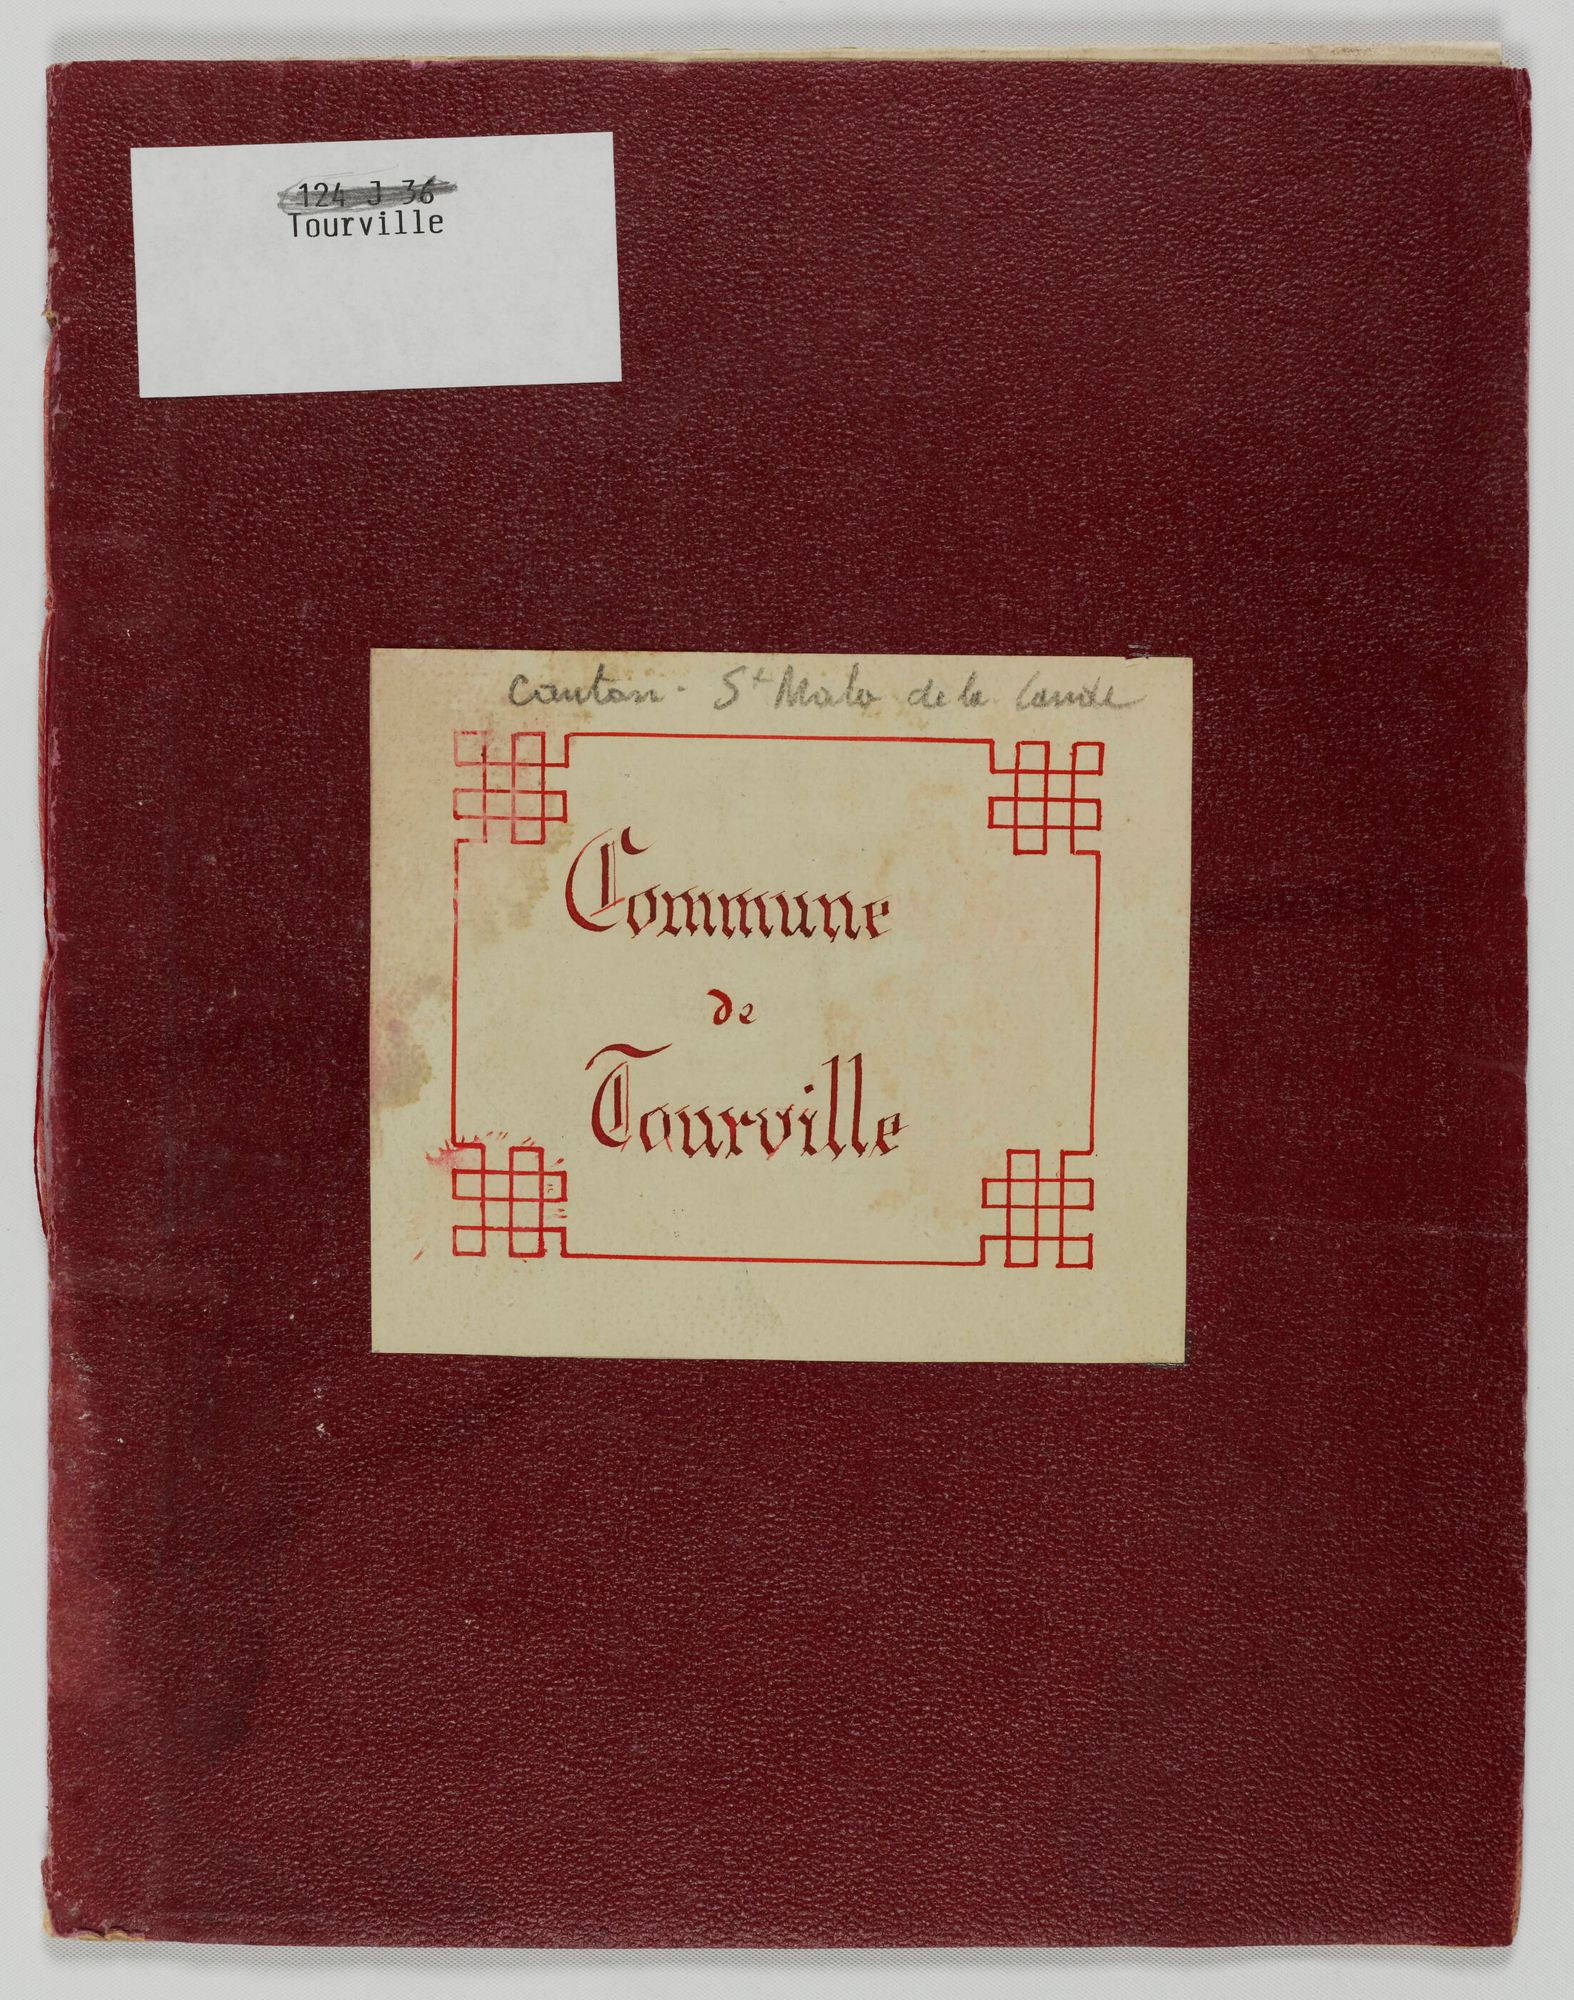 124 J 36
Tourville
Canton - St Malo de la Lande
Commune
de
Tourville